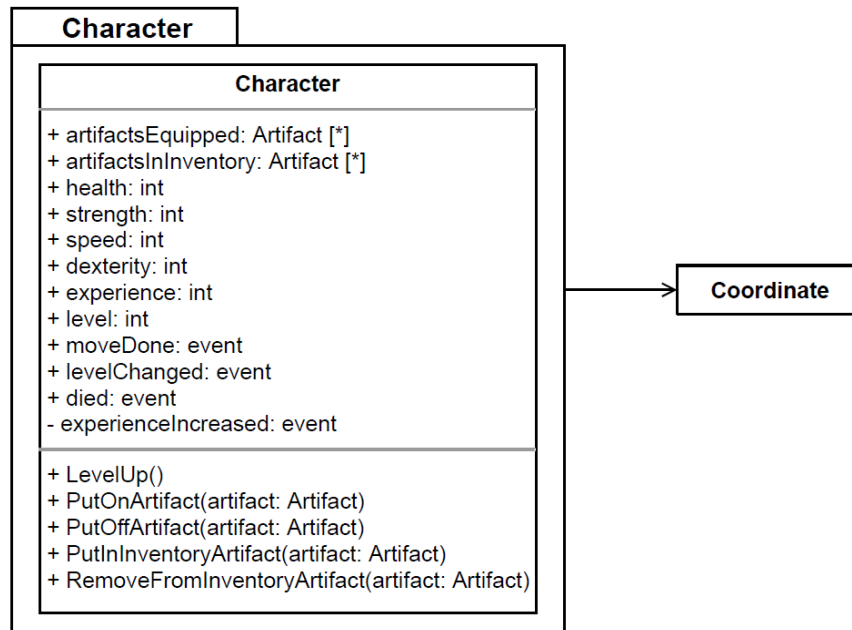 Character
Character
+ artifactsEquipped: Artifact [*]
+ artifactsInInventory: Artifact [*]
+ health: int
+ strength: int
+ speed: int
+ dexterity: int
+ experience: int
+ level: int
+ moveDone: event
+ levelChanged: event
+ died: event
- experienceIncreased: event
+ LevelUp()
+ PutOnArtifact(artifact: Artifact)
+ PutOffArtifact(artifact: Artifact)
+ PutInInventoryArtifact(artifact: Artifact)
+ RemoveFromInventoryArtifact(artifact: Artifact)
Coordinate